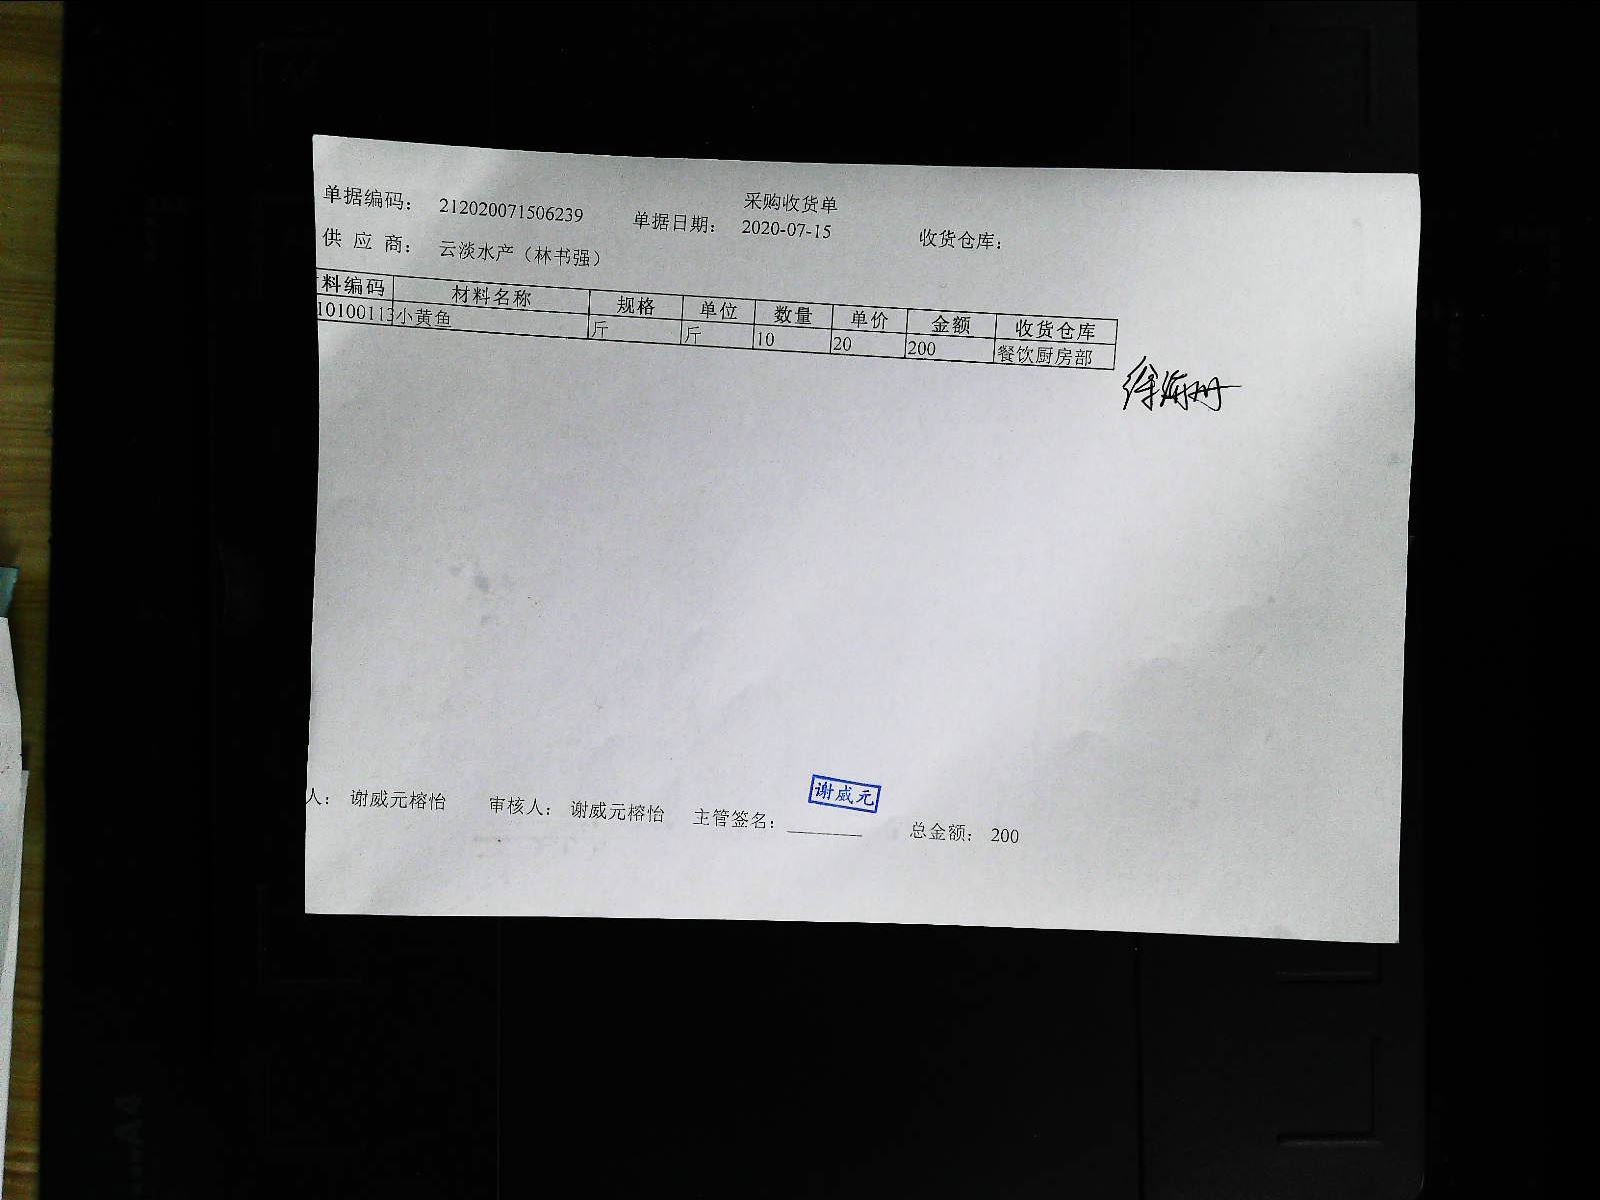 采购收货单
单据编码： 212020071506239 单据日期： 2020-07-15 收货仓库：
供 应 商： 云淡水产（林书强）
料编码 材料名称 规格 单位 数量 单价 金额 收货仓库
10100113 小黄鱼 斤 斤 10 20 200 餐饮厨房部
谢威元
人： 谢威元榕怡 审核人： 谢威元榕怡 主管签名： 总金额： 200